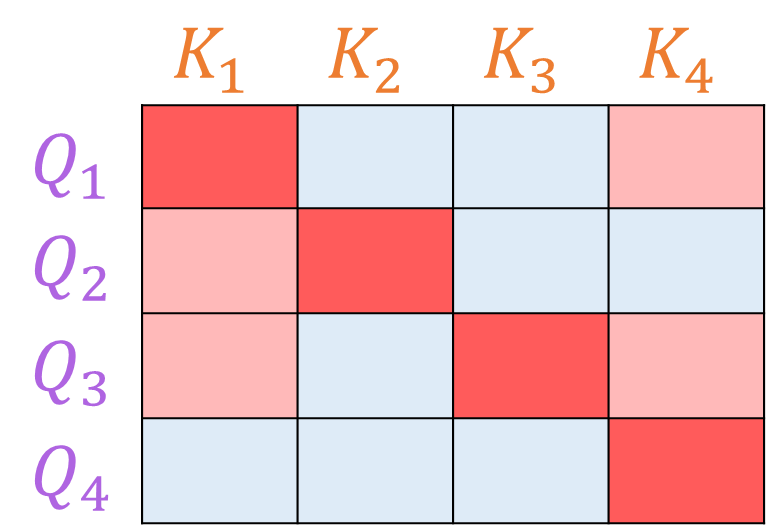 K₁ K₂ K₃ K₄
Q₁
Q₂
Q₃
Q₄